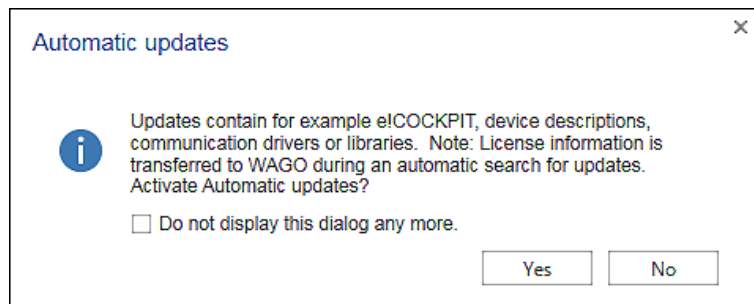 Automatic updates
Updates contain for example e!COCKPIT, device descriptions,
communication drivers or libraries.  Note: License information is
transferred to WAGO during an automatic search for updates.
Activate Automatic updates?
Do not display this dialog any more.
Yes No